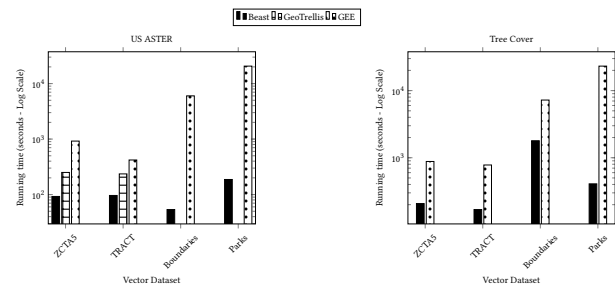 Beast GeoTrellis GEE
US ASTER
Running time (seconds - Log Scale)
10^4
10^3
10^2
ZCTA5
TRACT
Boundaries
Parks
Vector Dataset
Tree Cover
Running time (seconds - Log Scale)
10^4
10^3
ZCTA5
TRACT
Boundaries
Parks
Vector Dataset